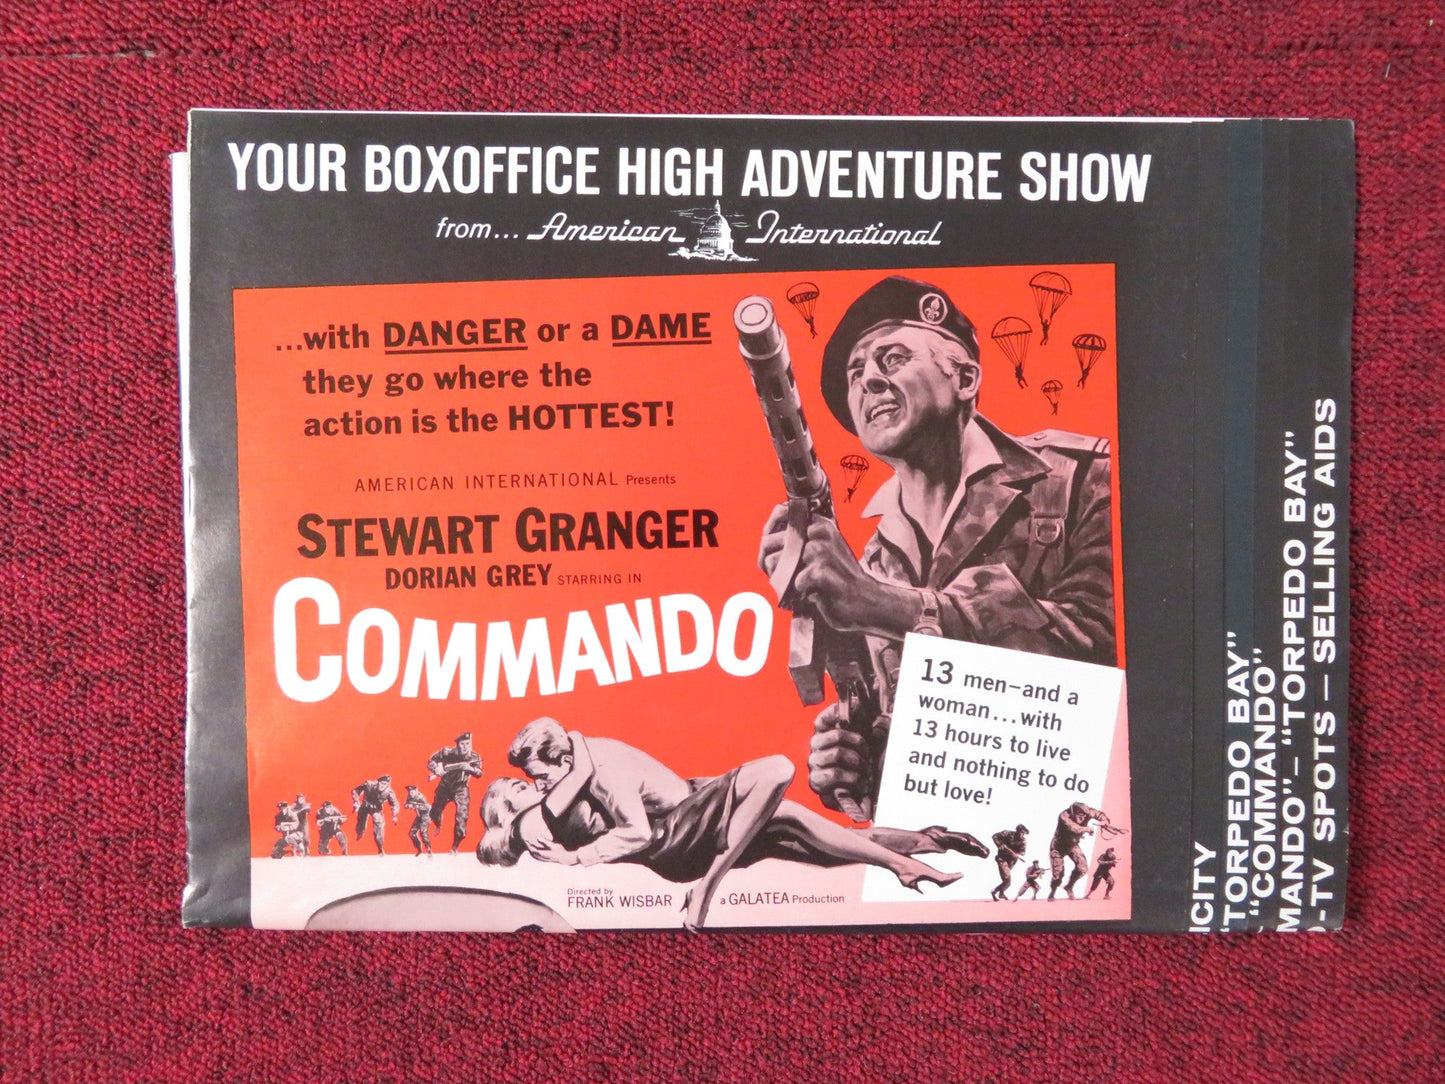 YOUR BOXOFFICE HIGH ADVENTURE SHOW
from... American International
...with DANGER or a DAME
they go where the
action is the HOTTEST!
AMERICAN INTERNATIONAL Presents
STEWART GRANGER
DORIAN GREY STARRING IN
COMMANDO
13 men–and a
woman...with
13 hours to live
and nothing to do
but love!
Directed by
FRANK WISBAR
a GALATEA Production
ICITY
"TORPEDO BAY"
"COMMANDO"
MANDO"–"TORPEDO BAY"
-TV SPOTS – SELLING AIDS